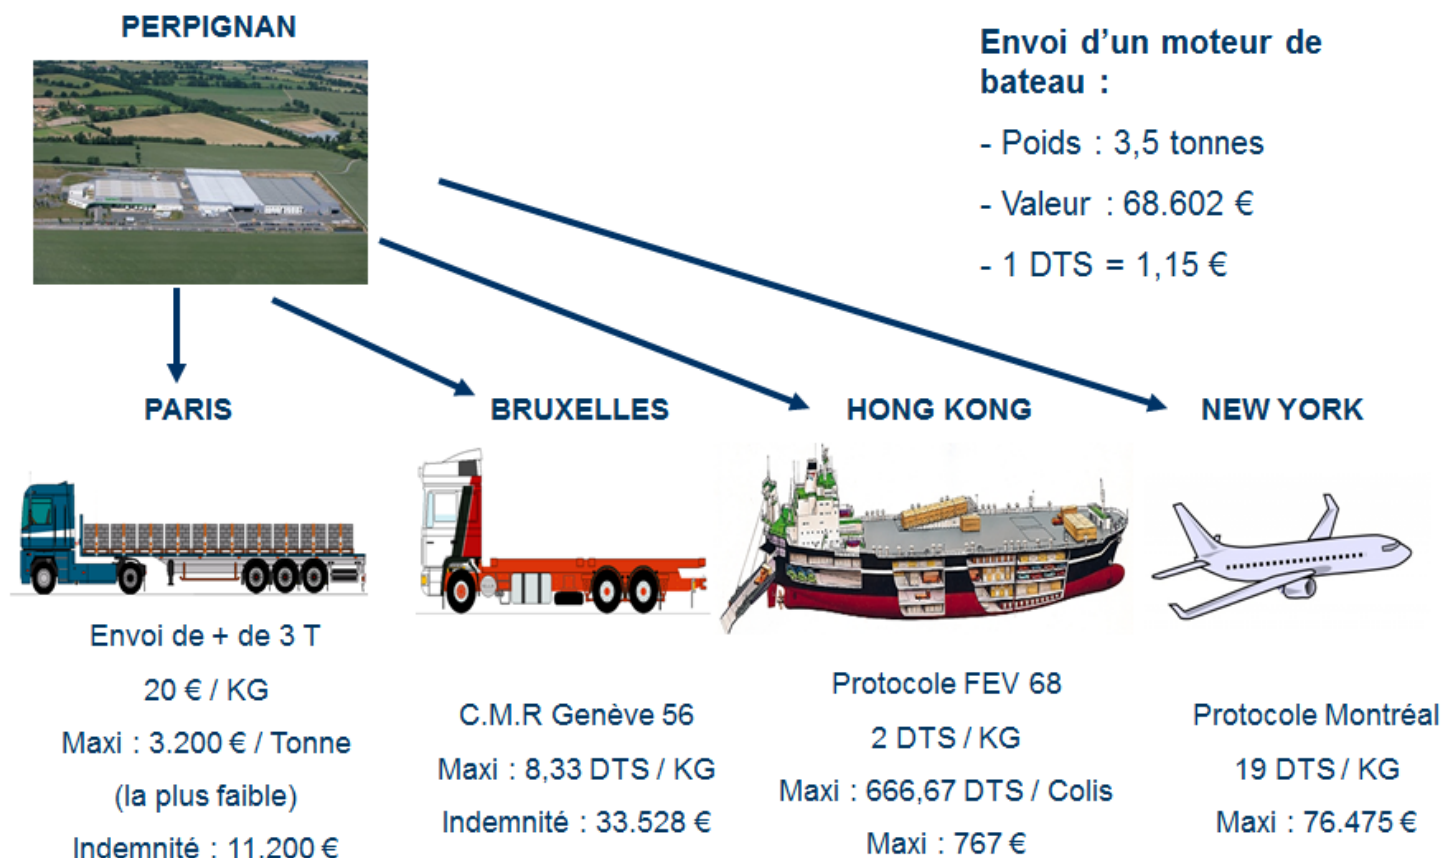 PERPIGNAN
Envoi d’un moteur de
bateau :
- Poids : 3,5 tonnes
- Valeur : 68.602 €
- 1 DTS = 1,15 €
PARIS
BRUXELLES
HONG KONG
NEW YORK
Envoi de + de 3 T
20 € / KG
Maxi : 3.200 € / Tonne
(la plus faible)
Indemnité : 11.200 €
C.M.R Genève 56
Maxi : 8,33 DTS / KG
Indemnité : 33.528 €
Protocole FEV 68
2 DTS / KG
Maxi : 666,67 DTS / Colis
Maxi : 767 €
Protocole Montréal
19 DTS / KG
Maxi : 76.475 €